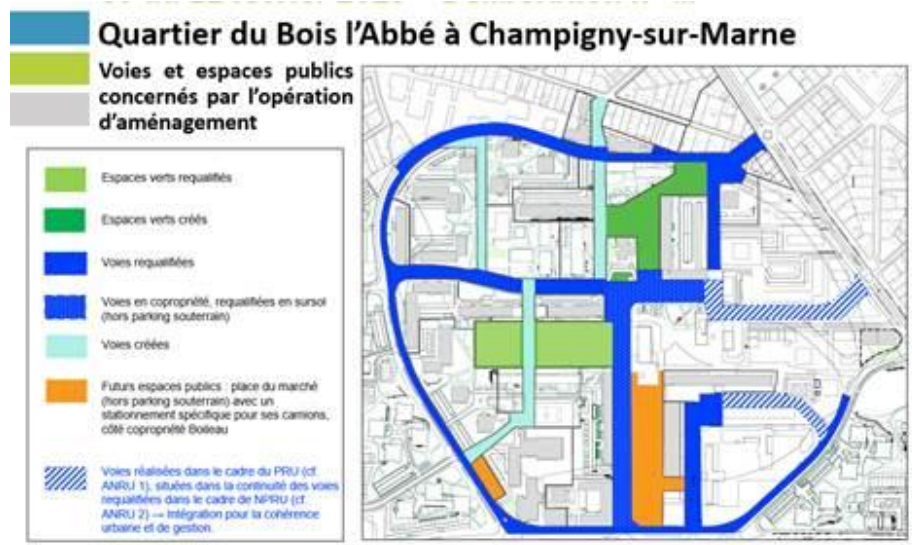 Quartier du Bois l’Abbé à Champigny-sur-Marne
Voies et espaces publics
concernés par l’opération
d’aménagement
Espaces verts requalifiés
Espaces verts créés
Voies requalifiées
Voies en copropriété, requalifiées en sursol
(hors parking souterrain)
Voies créées
Futurs espaces publics : place du marché
(hors parking souterrain) avec un
stationnement spécifique pour ses camions,
côté copropriété Boileau
Voies réalisées dans le cadre du PRU (cf
ANRU 1), situées dans la continuité des voies
requalifiées dans le cadre de NPRU (cf
ANRU 2) → Intégration pour la cohérence
urbaine et de gestion.